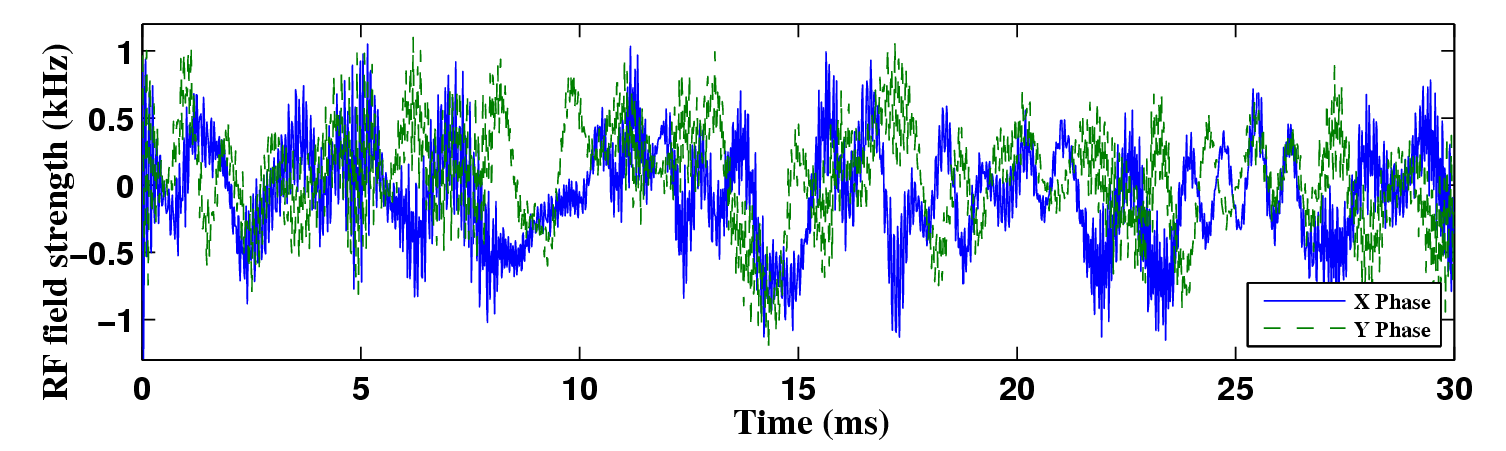 RF field strength (kHz)
1
0.5
0
−0.5
−1
0 5 10 15 20 25 30
Time (ms)
X Phase
Y Phase